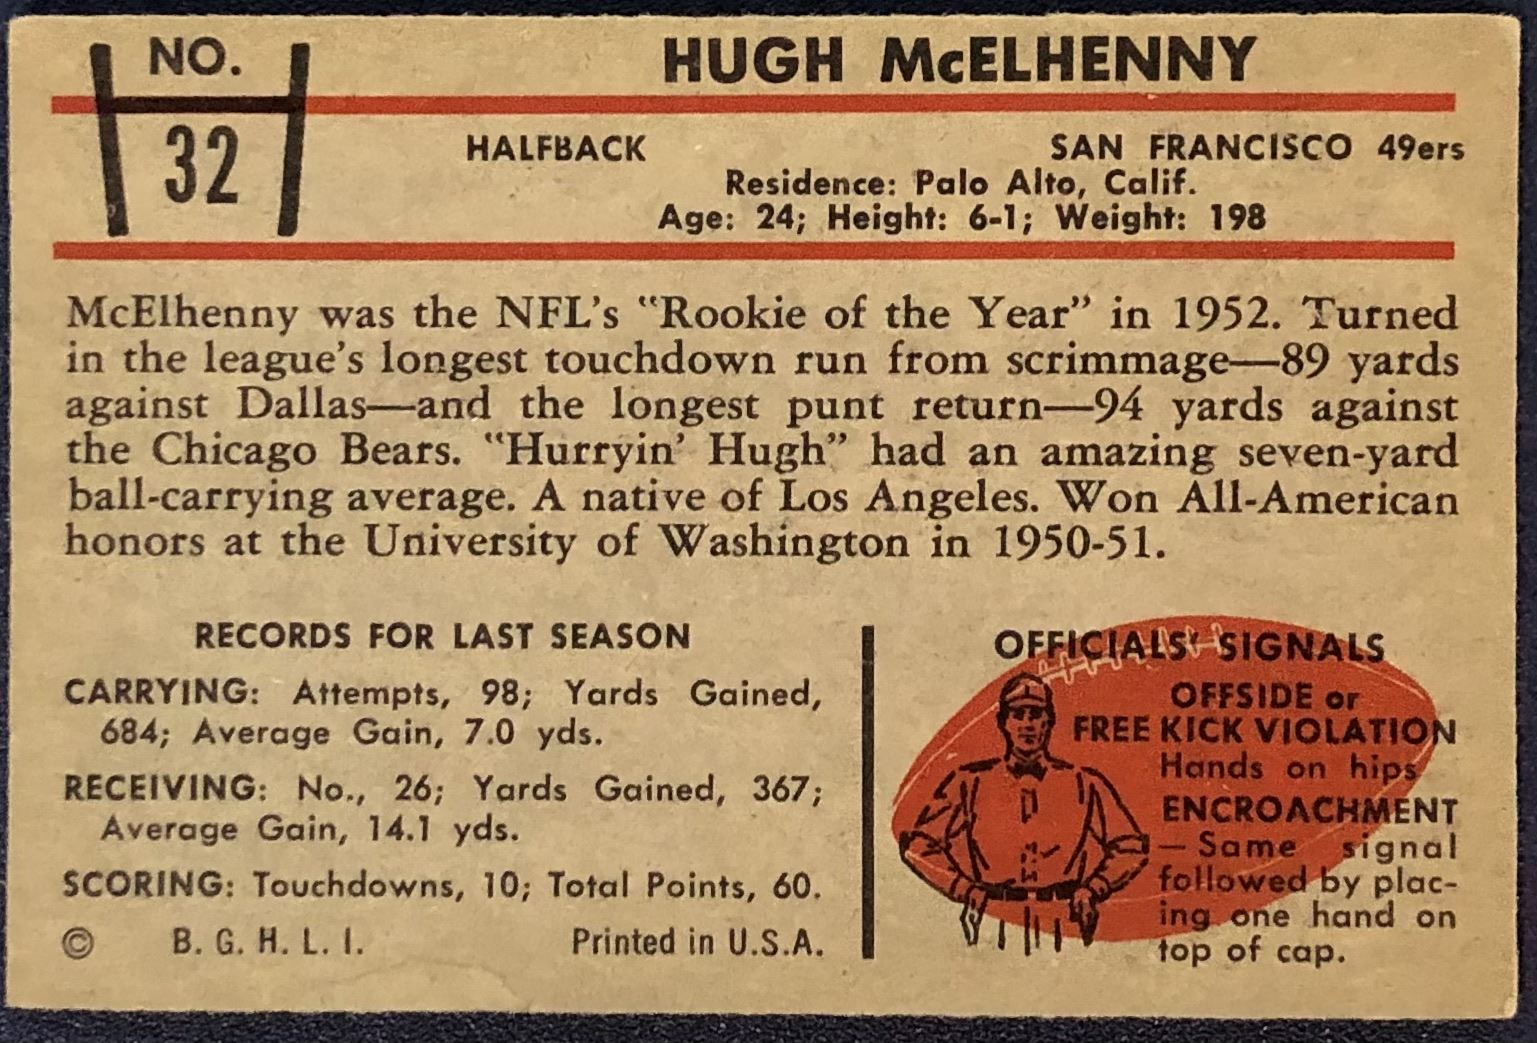 NO.
32
HUGH McELHENNY
HALFBACK SAN FRANCISCO 49ers
Residence: Palo Alto, Calif.
Age: 24; Height: 6-1; Weight: 198
McElhenny was the NFL's "Rookie of the Year" in 1952. Turned
in the league's longest touchdown run from scrimmage—89 yards
against Dallas—and the longest punt return—94 yards against
the Chicago Bears. "Hurryin' Hugh" had an amazing seven-yard
ball-carrying average. A native of Los Angeles. Won All-American
honors at the University of Washington in 1950-51.
RECORDS FOR LAST SEASON
CARRYING: Attempts, 98; Yards Gained,
684; Average Gain, 7.0 yds.
RECEIVING: No., 26; Yards Gained, 367;
Average Gain, 14.1 yds.
SCORING: Touchdowns, 10; Total Points, 60.
© B. G. H. L. I. Printed in U.S.A.
OFFICIALS' SIGNALS
OFFSIDE or
FREE KICK VIOLATION
Hands on hips
ENCROACHMENT
— Same signal
followed by plac-
ing one hand on
top of cap.